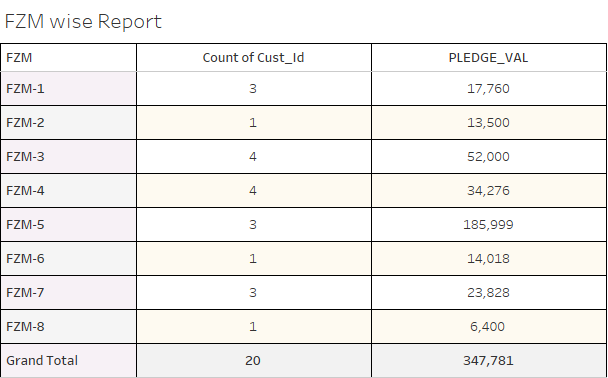 FZM wise Report
FZM Count of Cust_Id PLEDGE_VAL
FZM-1 3 17,760
FZM-2 1 13,500
FZM-3 4 52,000
FZM-4 4 34,276
FZM-5 3 185,999
FZM-6 1 14,018
FZM-7 3 23,828
FZM-8 1 6,400
Grand Total 20 347,781